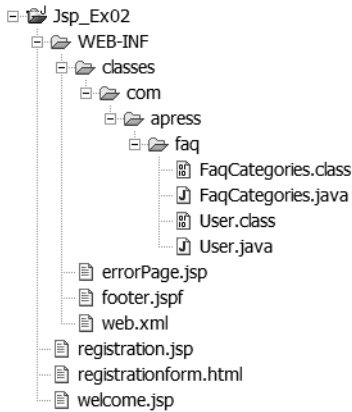 Jsp_Ex02
WEB-INF
classes
com
apress
faq
FaqCategories.class
FaqCategories.java
User.class
User.java
errorPage.jsp
footer.jspf
web.xml
registration.jsp
registrationform.html
welcome.jsp